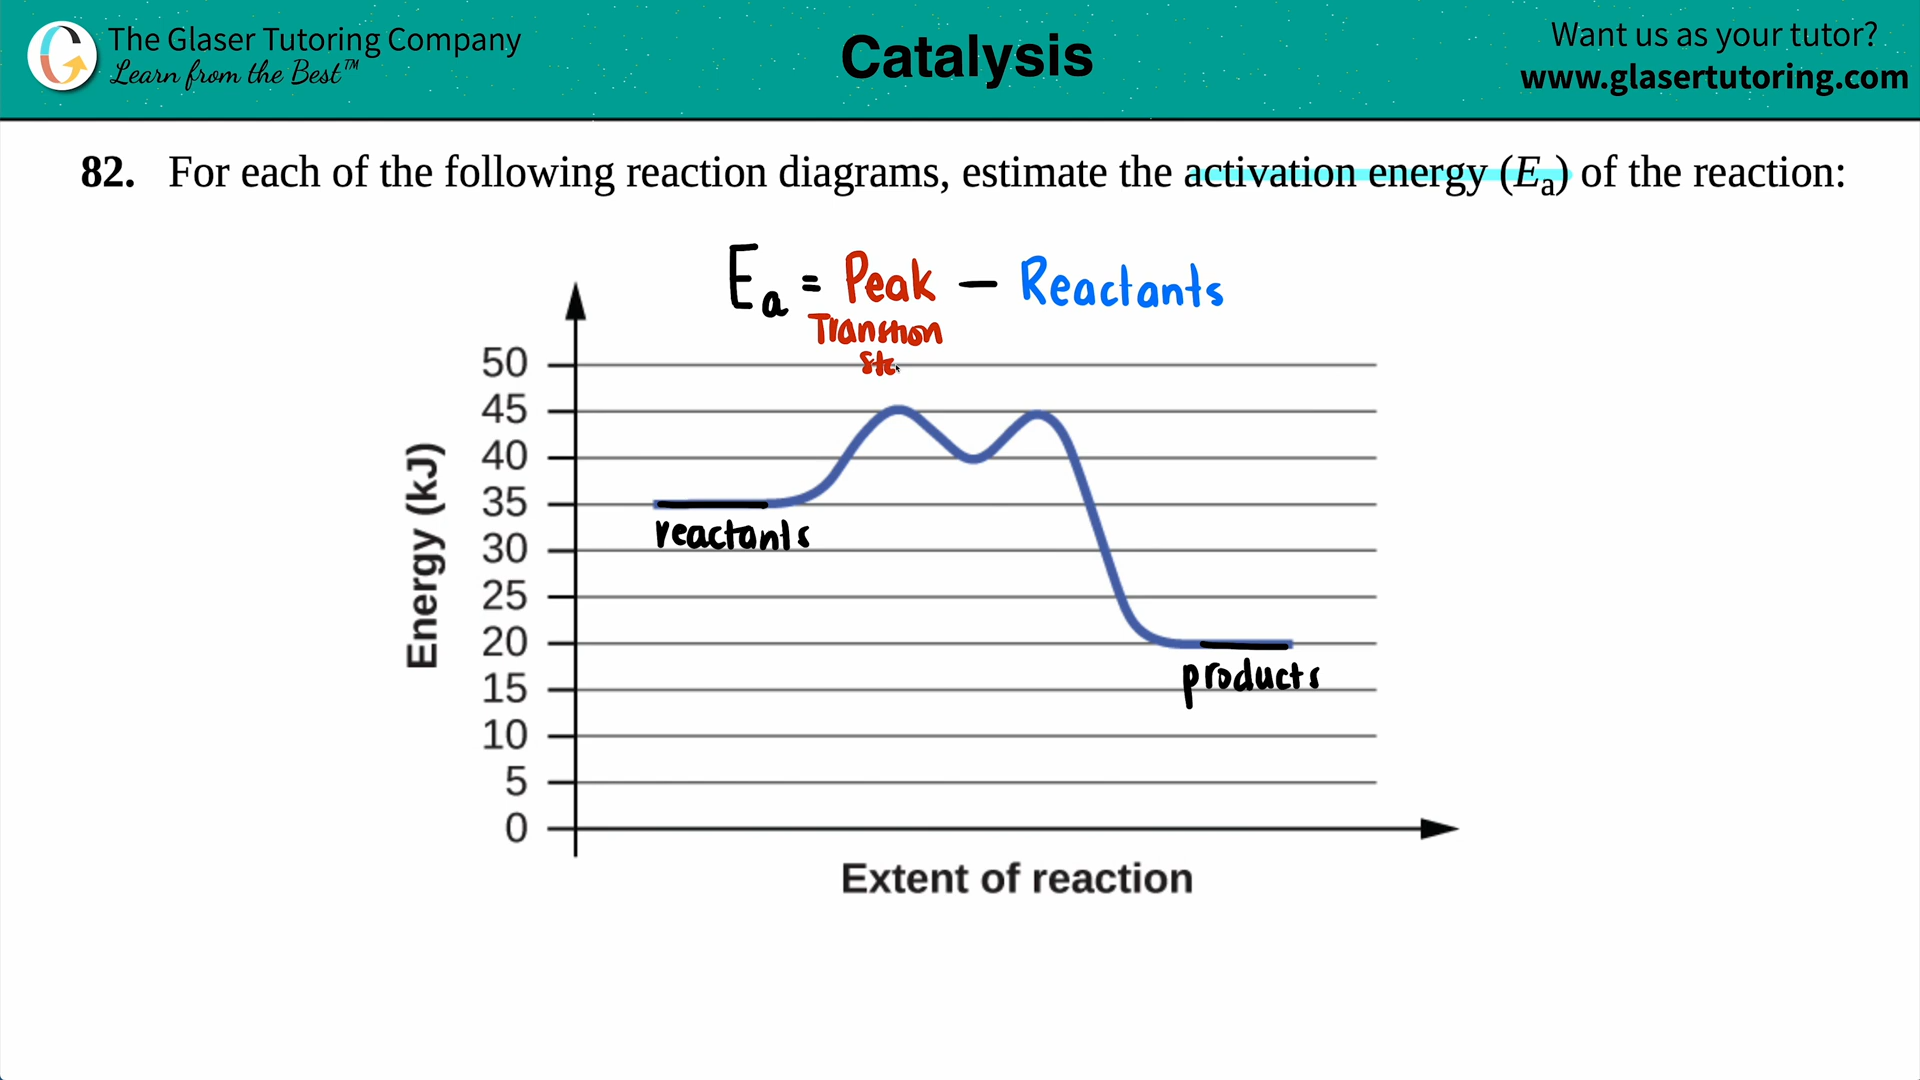 The Glaser Tutoring Company
Learn from the Best™
Catalysis
Want us as your tutor?
www.glasertutoring.com
82. For each of the following reaction diagrams, estimate the activation energy (Ea) of the reaction:
Ea = Peak — Reactants
Transition
sta
50
45
40
35
30
25
20
15
10
5
0
Energy (kJ)
reactants
products
Extent of reaction